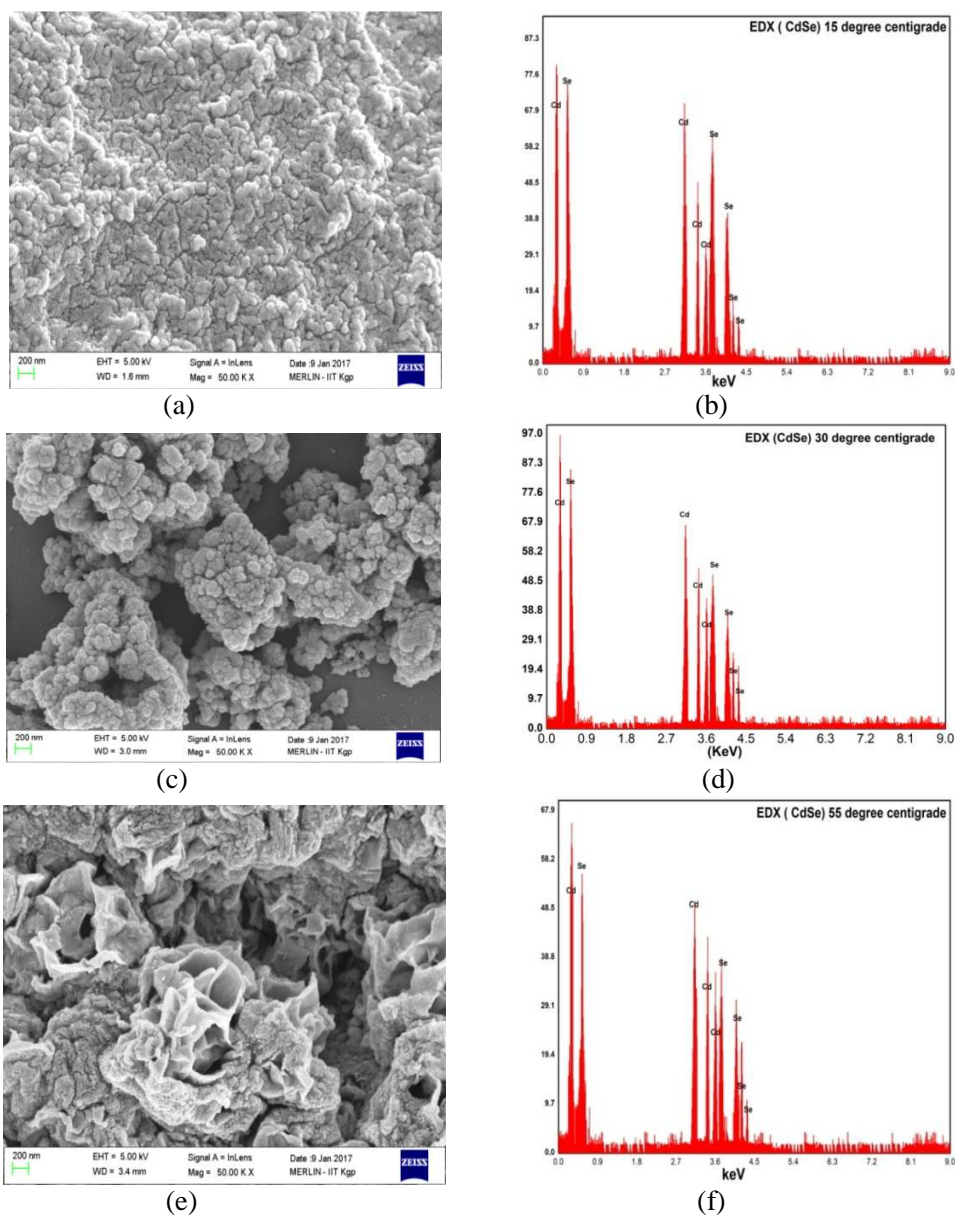 EDX ( CdSe) 15 degree centigrade
87.3
77.6
67.9
58.2
48.5
38.8
29.1
19.4
9.7
0.0
Cd
Se
Cd
Cd
Cd
Se
Se
Se
Se
0.0 0.9 1.8 2.7 3.6 4.5 5.4 6.3 7.2 8.1 9.0
keV
200 nm
EHT = 5.00 kV
WD = 1.6 mm
Signal A = InLens
Mag = 50.00 K X
Date :9 Jan 2017
MERLIN - IIT Kgp
ZEISS
(a)
(b)
EDX (CdSe) 30 degree centigrade
97.0
87.3
77.6
67.9
58.2
48.5
38.8
29.1
19.4
9.7
0.0
Cd
Se
Cd
Cd
Cd
Se
Se
Se
Se
0.0 0.9 1.8 2.7 3.6 4.5 5.4 6.3 7.2 8.1 9.0
(KeV)
200 nm
EHT = 5.00 kV
WD = 3.0 mm
Signal A = InLens
Mag = 50.00 K X
Date :9 Jan 2017
MERLIN - IIT Kgp
ZEISS
(c)
(d)
EDX ( CdSe) 55 degree centigrade
67.9
58.2
48.5
38.8
29.1
19.4
9.7
0.0
Cd
Se
Cd
Cd
Cd
Se
Se
Se
Se
0.0 0.9 1.8 2.7 3.6 4.5 5.4 6.3 7.2 8.1 9.0
keV
200 nm
EHT = 5.00 kV
WD = 3.4 mm
Signal A = InLens
Mag = 50.00 K X
Date :9 Jan 2017
MERLIN - IIT Kgp
ZEISS
(e)
(f)